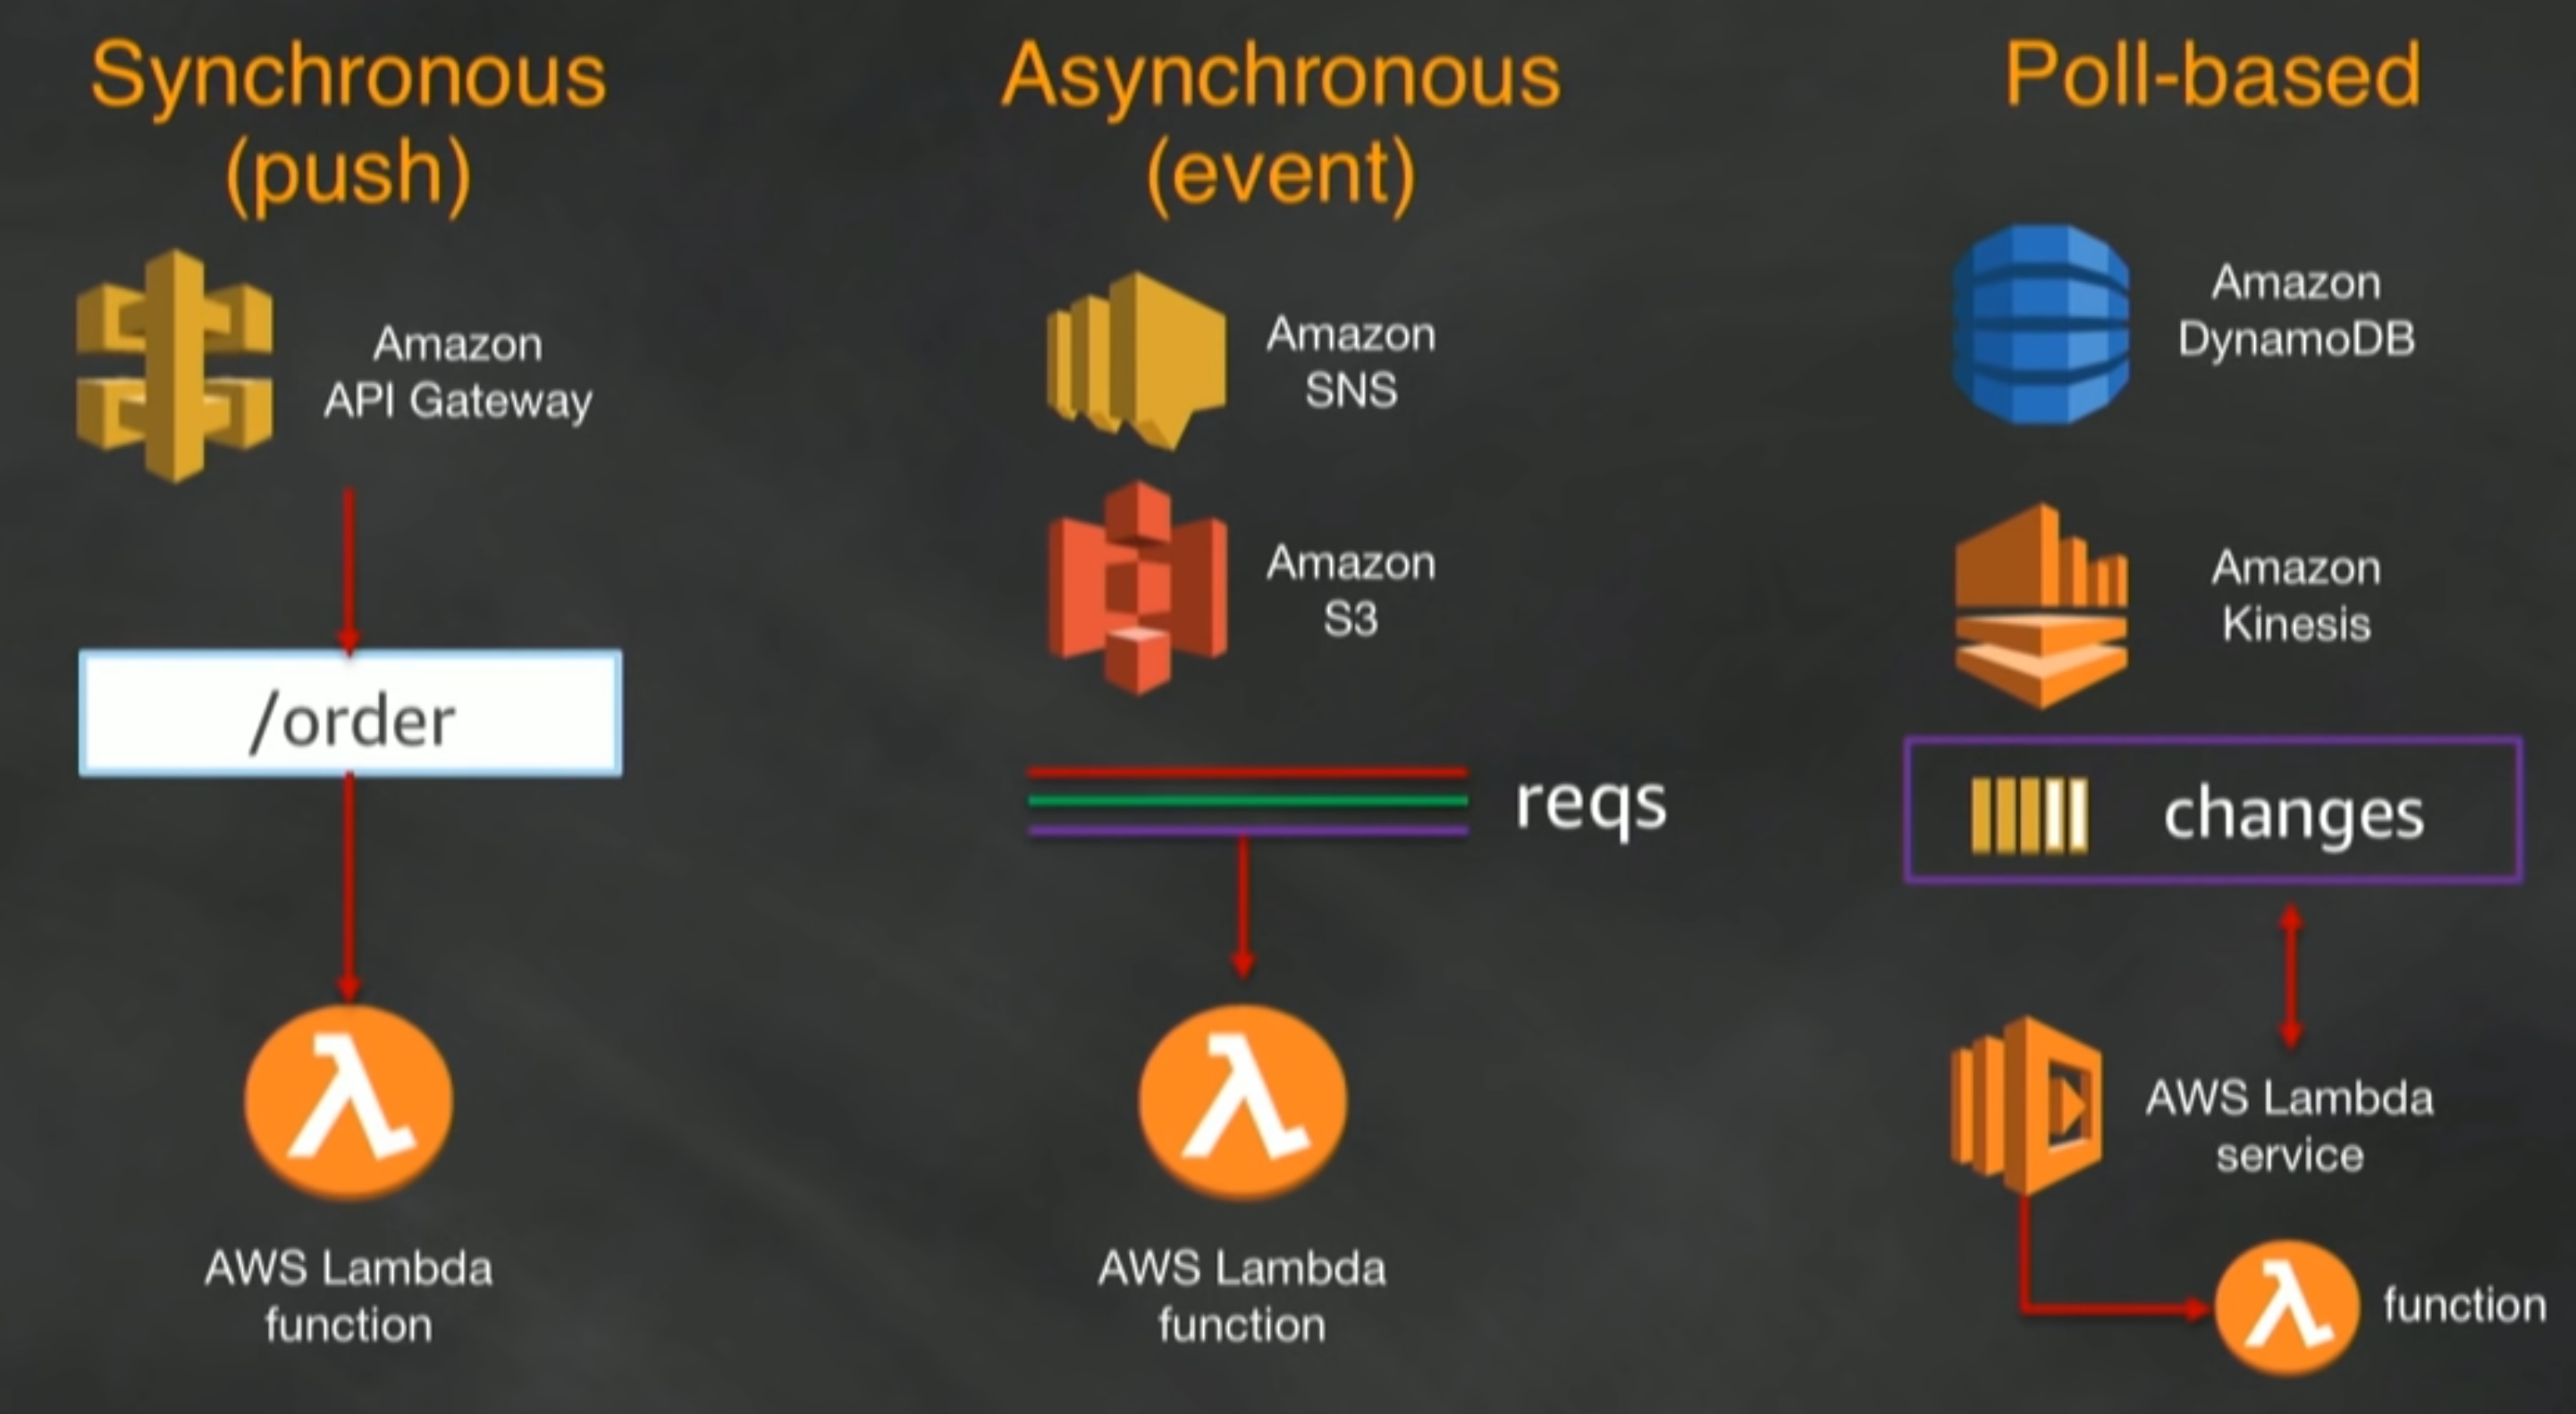 Synchronous
(push)
Amazon
API Gateway
/order
AWS Lambda
function
Asynchronous
(event)
Amazon
SNS
Amazon
S3
reqs
AWS Lambda
function
Poll-based
Amazon
DynamoDB
Amazon
Kinesis
changes
AWS Lambda
service
function